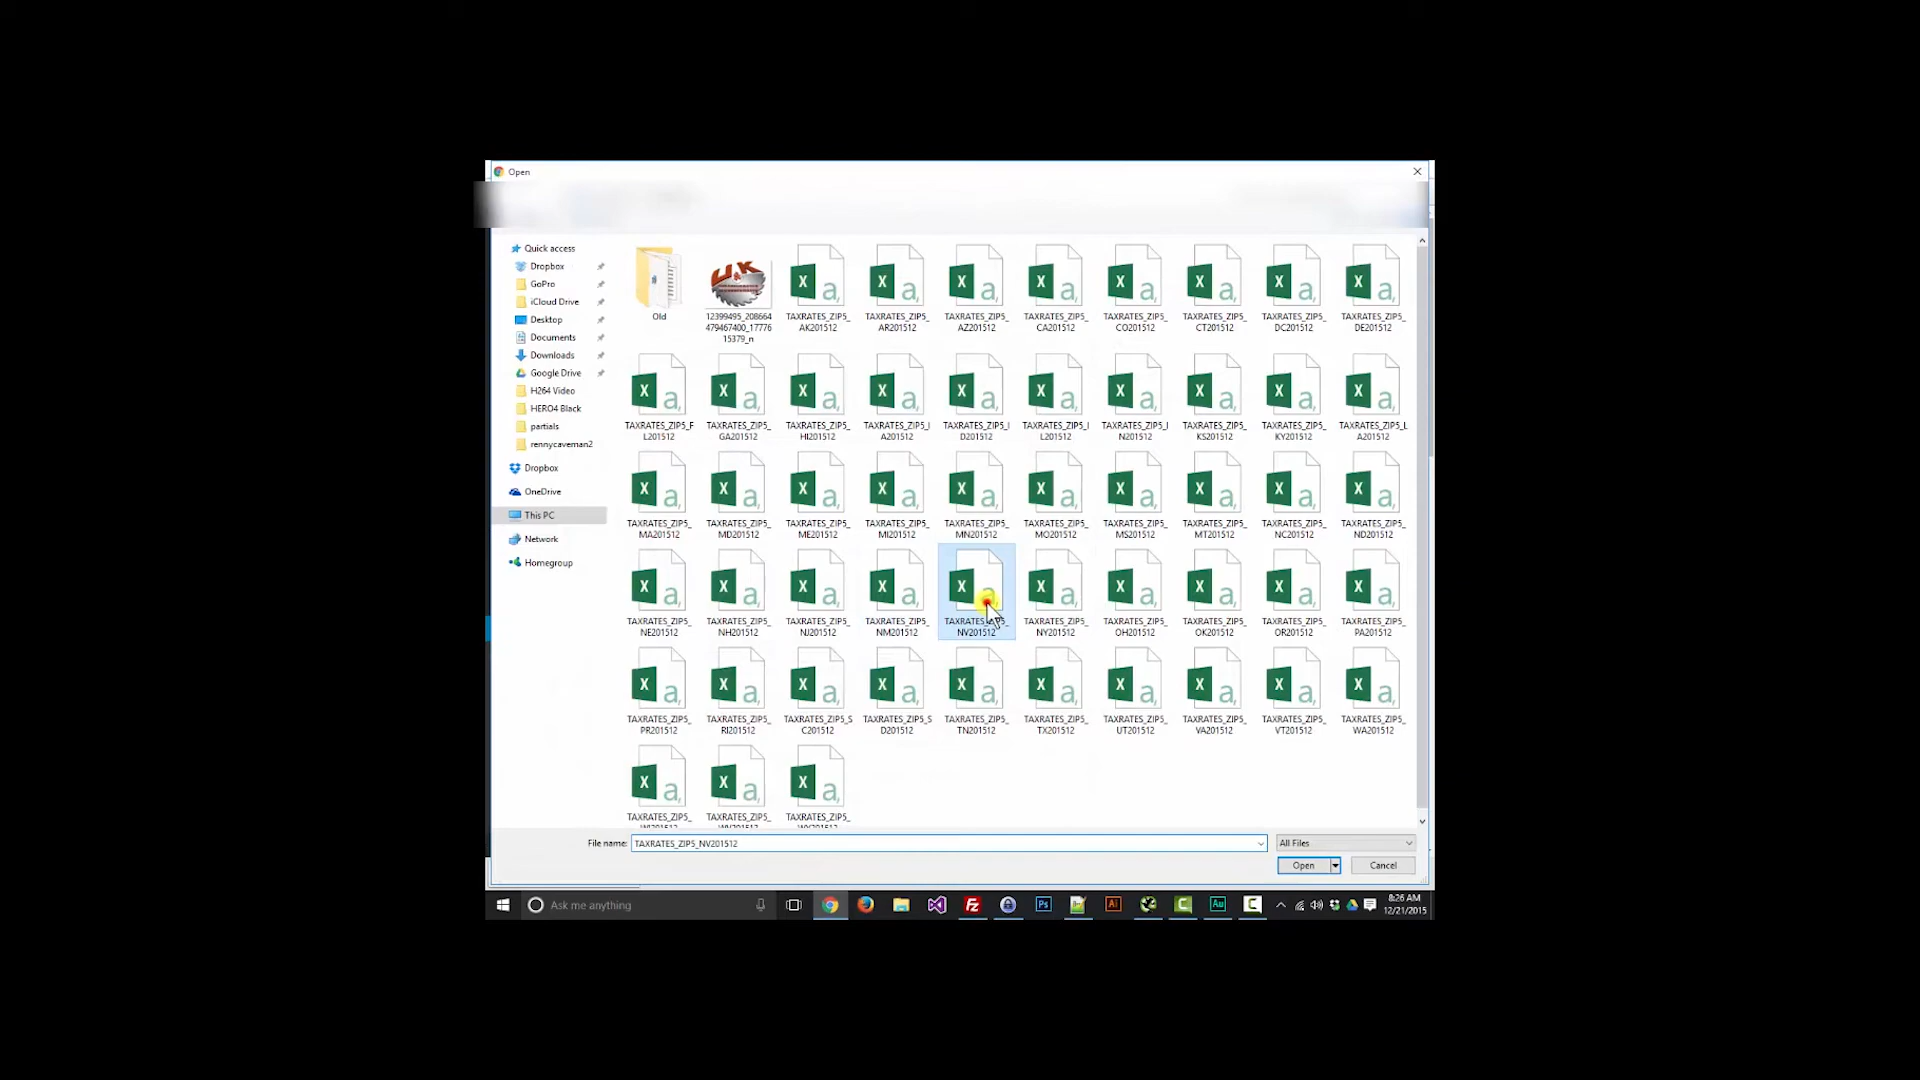 Open
Quick access
Dropbox
GoPro
iCloud Drive
Desktop
Documents
Downloads
Google Drive
H264 Video
HERO4 Black
partials
rennycaveman2
Dropbox
OneDrive
This PC
Network
Homegroup
Old
12399495_208664
479467400_17776
15379_n
TAXRATES_ZIP5_
AK201512
TAXRATES_ZIP5_
AR201512
TAXRATES_ZIP5_
AZ201512
TAXRATES_ZIP5_
CA201512
TAXRATES_ZIP5_
CO201512
TAXRATES_ZIP5_
CT201512
TAXRATES_ZIP5_
DC201512
TAXRATES_ZIP5_
DE201512
TAXRATES_ZIP5_F
L201512
TAXRATES_ZIP5_
GA201512
TAXRATES_ZIP5_
HI201512
TAXRATES_ZIP5_I
A201512
TAXRATES_ZIP5_I
D201512
TAXRATES_ZIP5_I
L201512
TAXRATES_ZIP5_I
N201512
TAXRATES_ZIP5_
KS201512
TAXRATES_ZIP5_
KY201512
TAXRATES_ZIP5_L
A201512
TAXRATES_ZIP5_
MA201512
TAXRATES_ZIP5_
MD201512
TAXRATES_ZIP5_
ME201512
TAXRATES_ZIP5_
MI201512
TAXRATES_ZIP5_
MN201512
TAXRATES_ZIP5_
MO201512
TAXRATES_ZIP5_
MS201512
TAXRATES_ZIP5_
MT201512
TAXRATES_ZIP5_
NC201512
TAXRATES_ZIP5_
ND201512
TAXRATES_ZIP5_
NE201512
TAXRATES_ZIP5_
NH201512
TAXRATES_ZIP5_
NJ201512
TAXRATES_ZIP5_
NM201512
TAXRATES_ZIP5_
NV201512
TAXRATES_ZIP5_
NY201512
TAXRATES_ZIP5_
OH201512
TAXRATES_ZIP5_
OK201512
TAXRATES_ZIP5_
OR201512
TAXRATES_ZIP5_
PA201512
TAXRATES_ZIP5_
PR201512
TAXRATES_ZIP5_
RI201512
TAXRATES_ZIP5_S
C201512
TAXRATES_ZIP5_S
D201512
TAXRATES_ZIP5_
TN201512
TAXRATES_ZIP5_
TX201512
TAXRATES_ZIP5_
UT201512
TAXRATES_ZIP5_
VA201512
TAXRATES_ZIP5_
VT201512
TAXRATES_ZIP5_
WA201512
TAXRATES_ZIP5_
WI201512
TAXRATES_ZIP5_
TAXRATES_ZIP5_
File name: TAXRATES_ZIP5_NV201512
All Files
Open
Cancel
Ask me anything
8:26 AM
12/21/2015